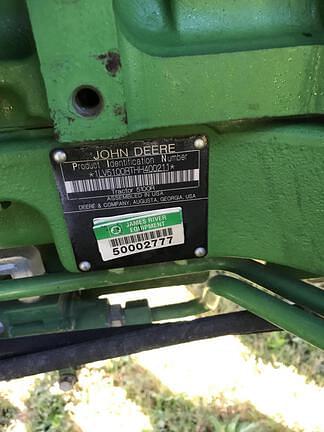 JOHN DEERE
Product Identification Number
*1LV5100RTHH400211*
Tractor 5100R
ASSEMBLED IN USA
DEERE & COMPANY, AUGUSTA, GEORGIA, USA
JAMES RIVER
EQUIPMENT
50002777